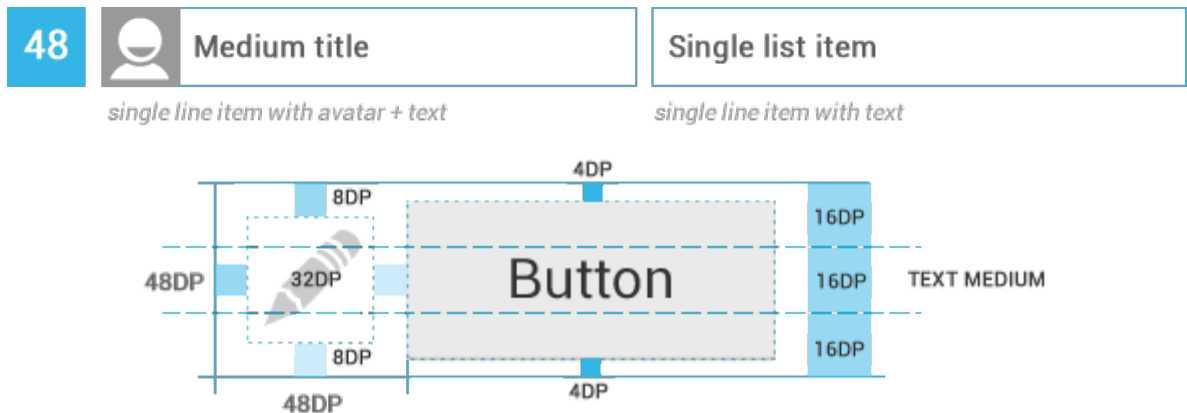 48
Medium title
Single list item
single line item with avatar + text
single line item with text
4DP
8DP
16DP
48DP
32DP
Button
16DP
TEXT MEDIUM
8DP
16DP
4DP
48DP